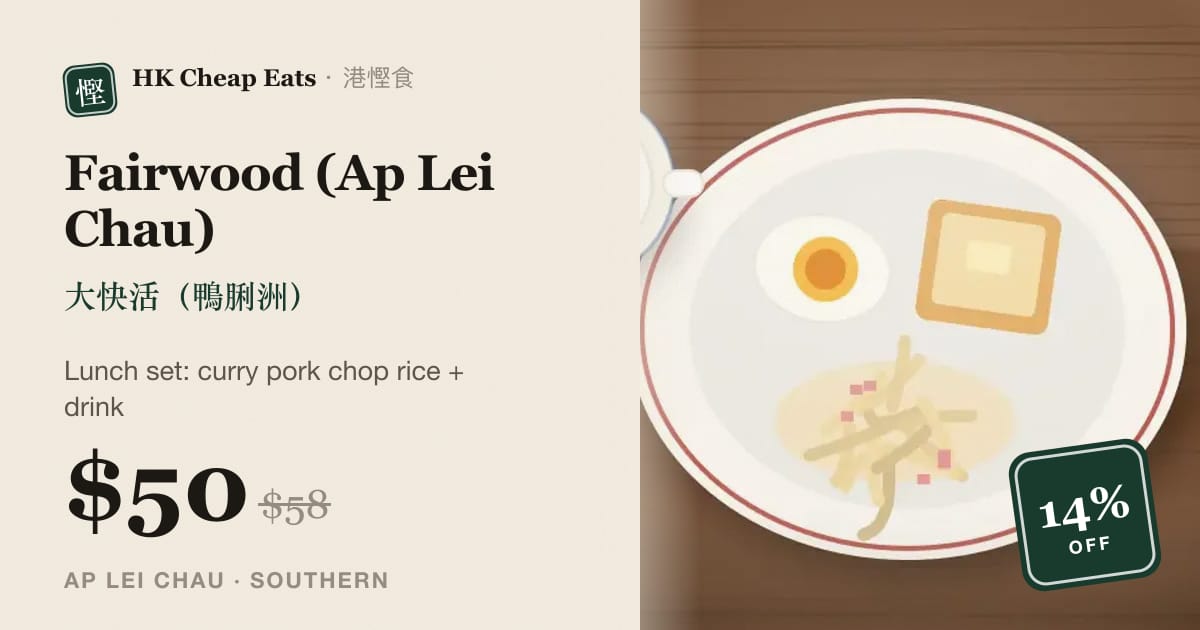 慳
HK Cheap Eats · 港慳食
Fairwood (Ap Lei
Chau)
大快活（鴨脷洲）
Lunch set: curry pork chop rice +
drink
$50 $58
AP LEI CHAU · SOUTHERN
14%
OFF